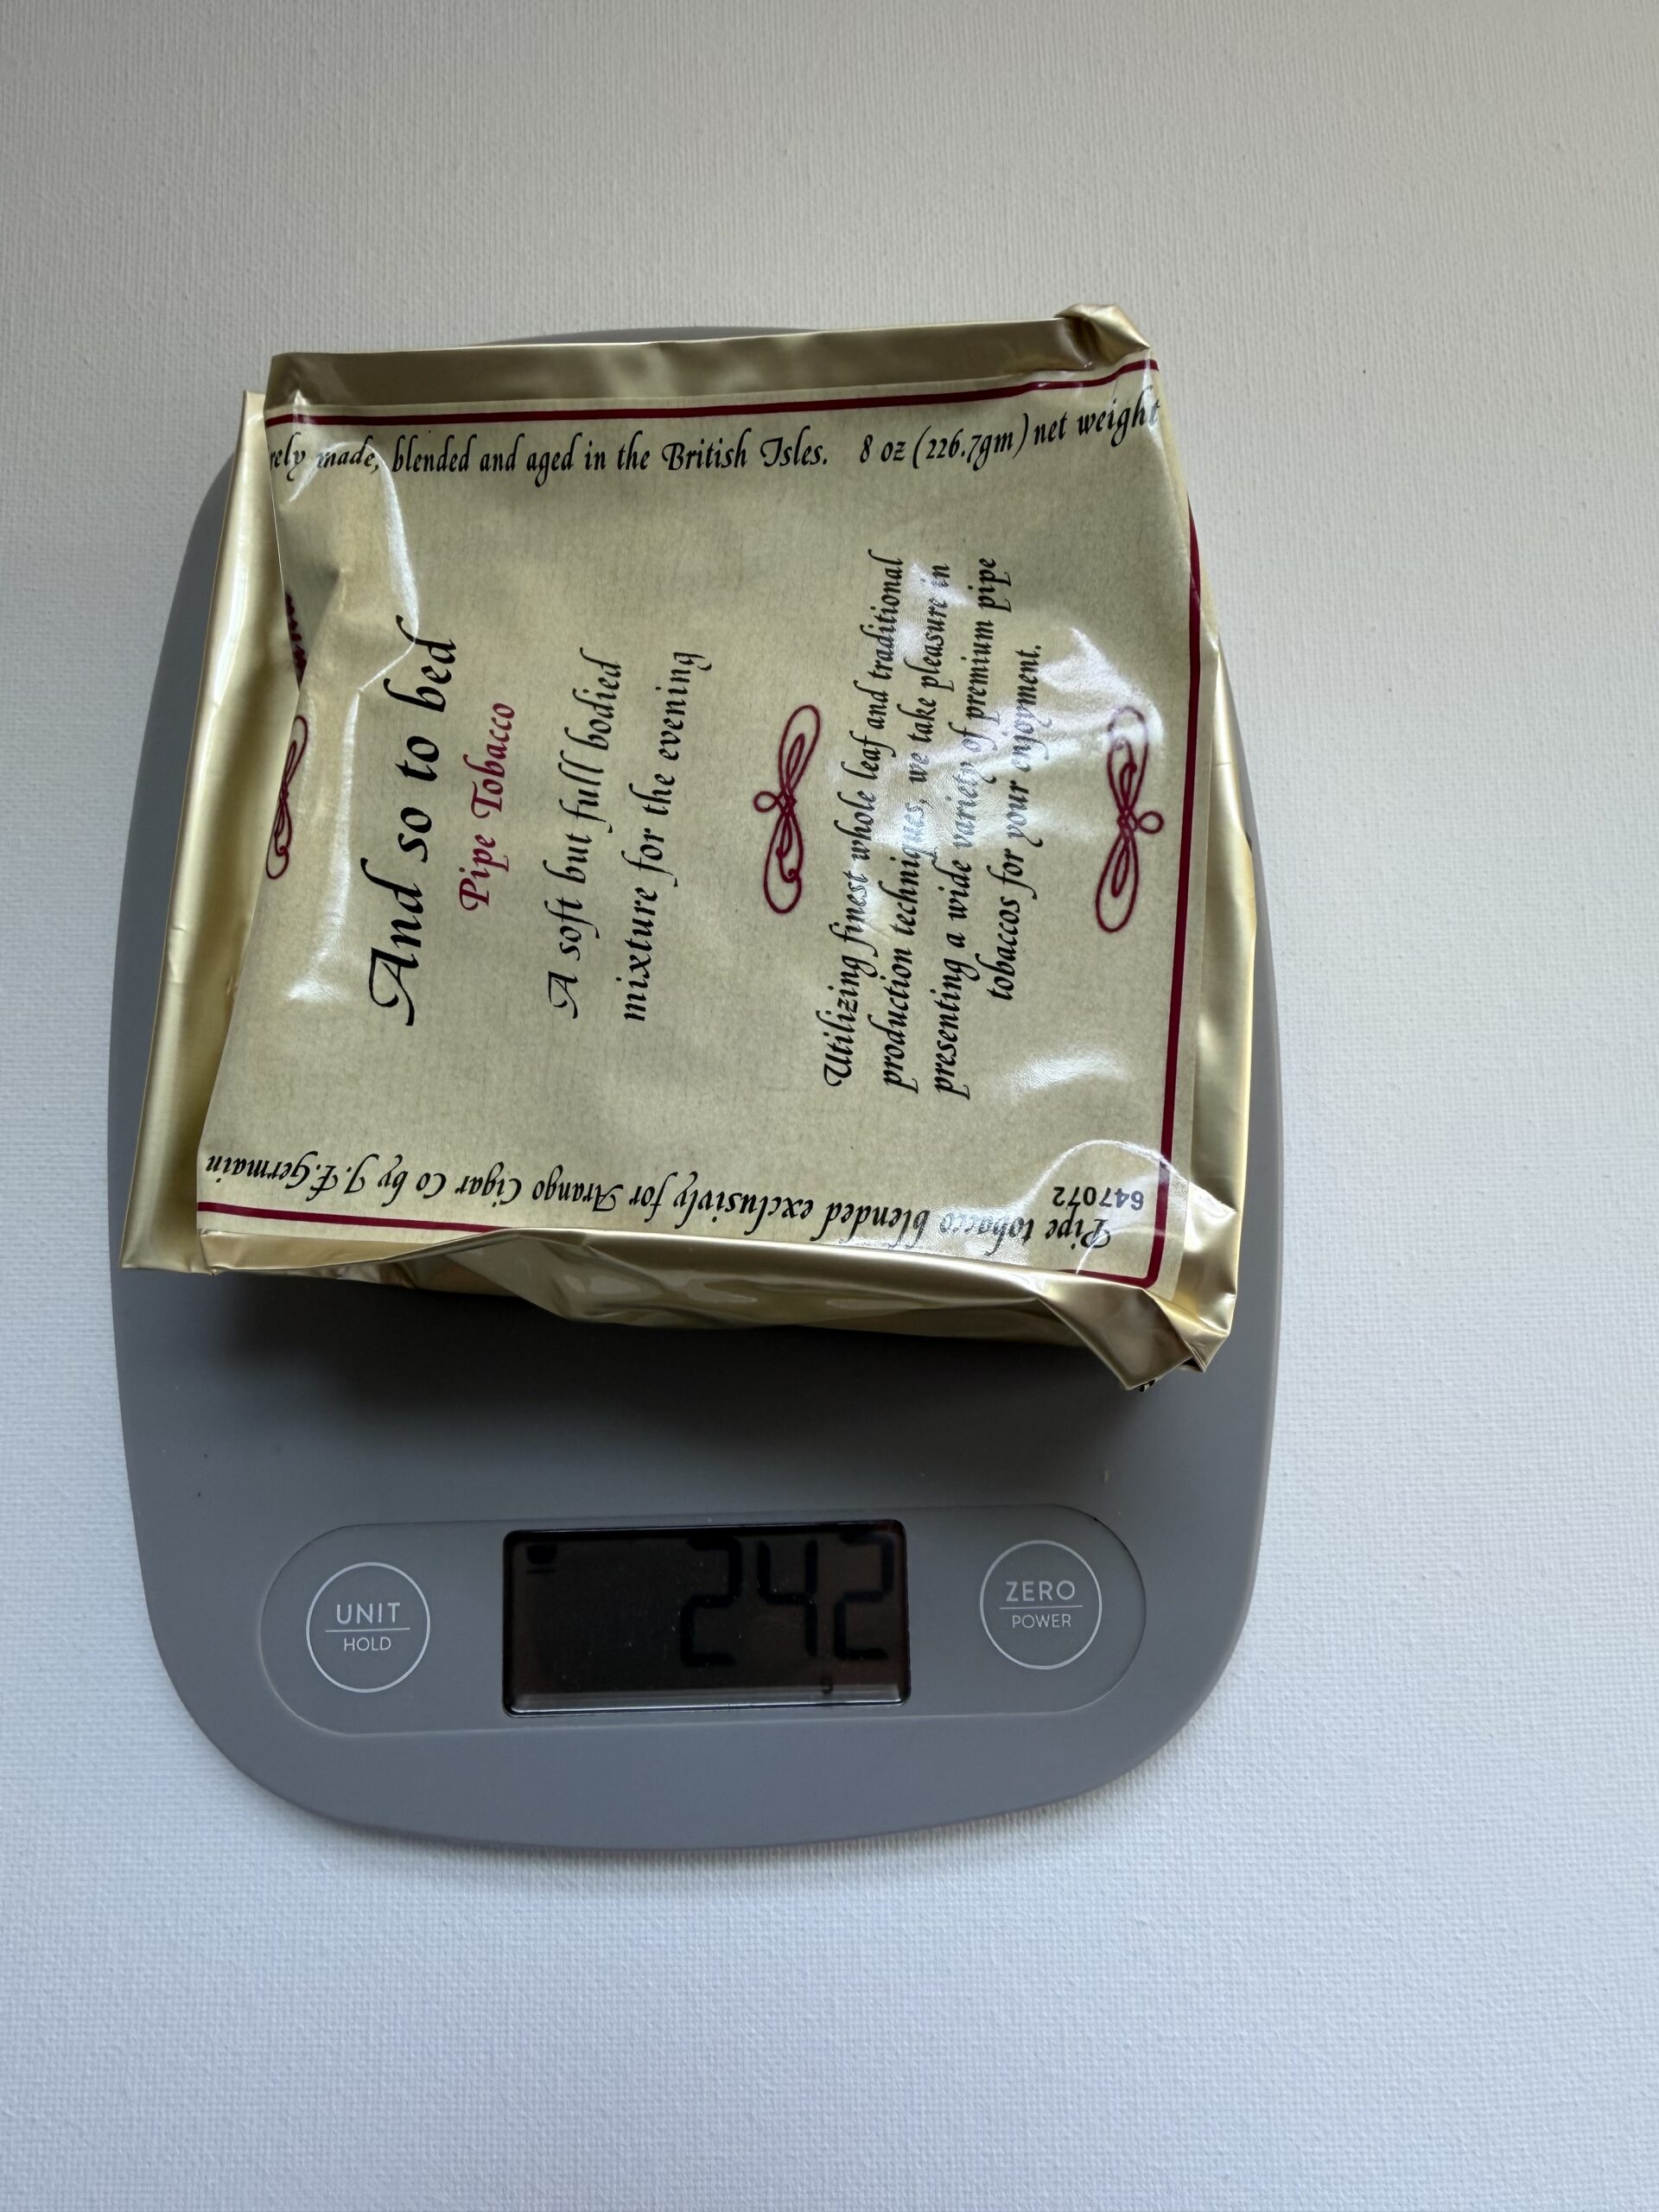 rely made, blended and aged in the British Isles. 8 oz (226.7gm) net weight
And so to bed
Pipe Tobacco
A soft but full bodied
mixture for the evening
Utilizing finest whole leaf and traditional
production techniques, we take pleasure in
presenting a wide variety of premium pipe
tobaccos for your enjoyment.
Pipe tobacco blended exclusively for Arango Cigar Co by J.F.Germain
647072
242
g
UNIT
HOLD
ZERO
POWER